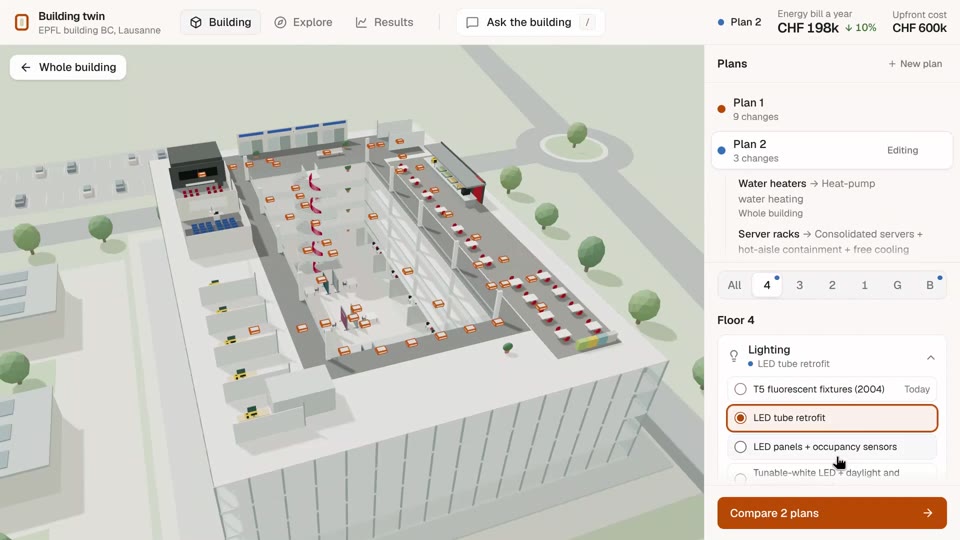 Building twin
EPFL building BC, Lausanne
Building
Explore
Results
Ask the building
/
Plan 2
Energy bill a year
CHF 198k ↓ 10%
Upfront cost
CHF 600k
← Whole building
Plans
+ New plan
Plan 1
9 changes
Plan 2
3 changes
Editing
Water heaters → Heat-pump
water heating
Whole building
Server racks → Consolidated servers +
hot-aisle containment + free cooling
All 4 3 2 1 G B
Floor 4
Lighting
LED tube retrofit
T5 fluorescent fixtures (2004) Today
LED tube retrofit
LED panels + occupancy sensors
Tunable-white LED + daylight and
Compare 2 plans →